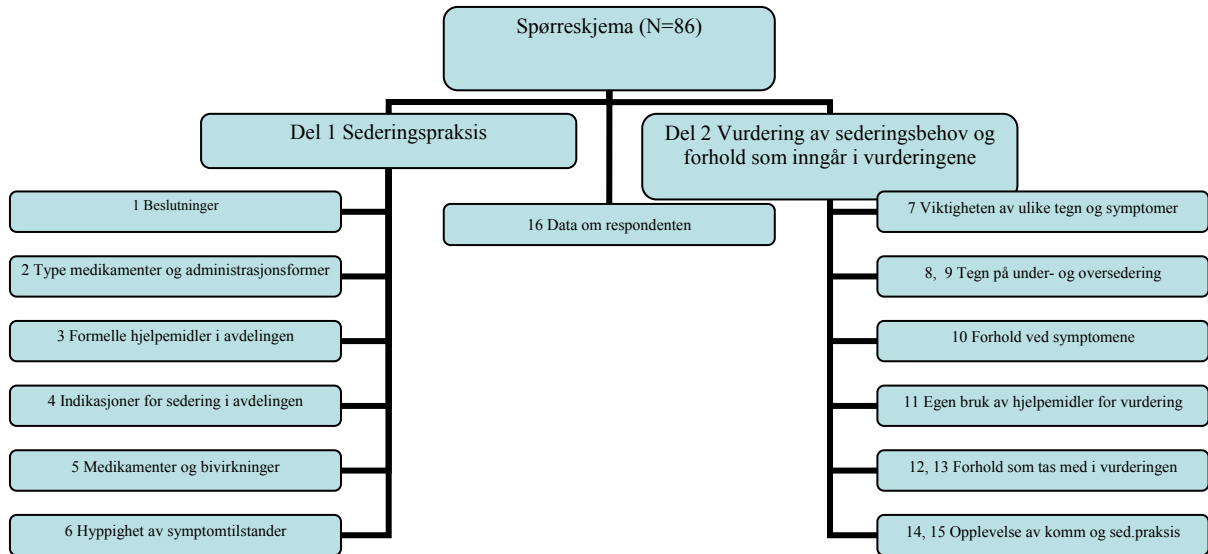 Spørreskjema (N=86)
Del 1 Sederingspraksis
1 Beslutninger
2 Type medikamenter og administrasjonsformer
3 Formelle hjelpemidler i avdelingen
4 Indikasjoner for sedering i avdelingen
5 Medikamenter og bivirkninger
6 Hyppighet av symptomtilstander
16 Data om respondenten
Del 2 Vurdering av sederingsbehov og
forhold som inngår i vurderingene
7 Viktigheten av ulike tegn og symptomer
8, 9 Tegn på under- og oversedering
10 Forhold ved symptomene
11 Egen bruk av hjelpemidler for vurdering
12, 13 Forhold som tas med i vurderingen
14, 15 Opplevelse av komm og sed.praksis